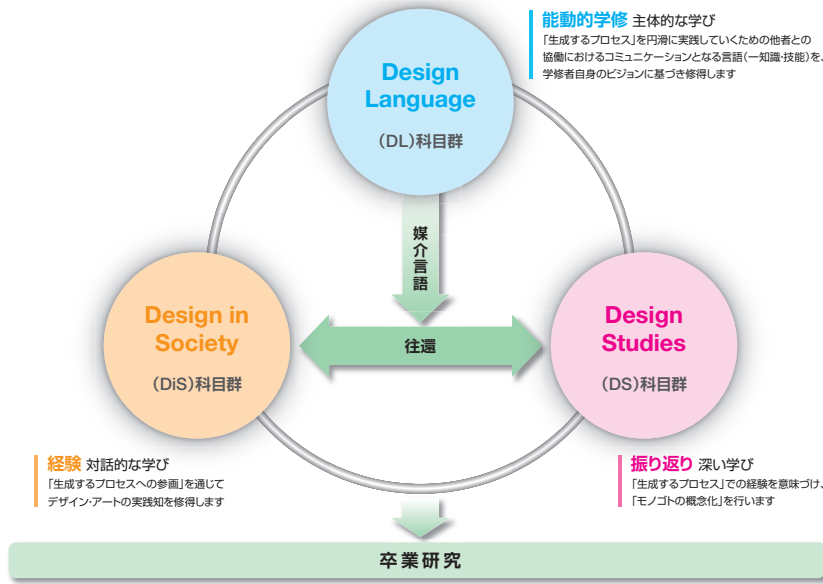 能動的学修 主体的な学び
「生成するプロセス」を円滑に実践していくための他者との
協働におけるコミュニケーションとなる言語(―知識・技能)を、
学修者自身のビジョンに基づき修得します
Design
Language
(DL)科目群
媒介言語
往還
Design in
Society
(DiS)科目群
Design
Studies
(DS)科目群
経験 対話的な学び
「生成するプロセスへの参画」を通じて
デザイン・アートの実践知を修得します
振り返り 深い学び
「生成するプロセス」での経験を意味づけ、
「モノゴトの概念化」を行います
卒業研究